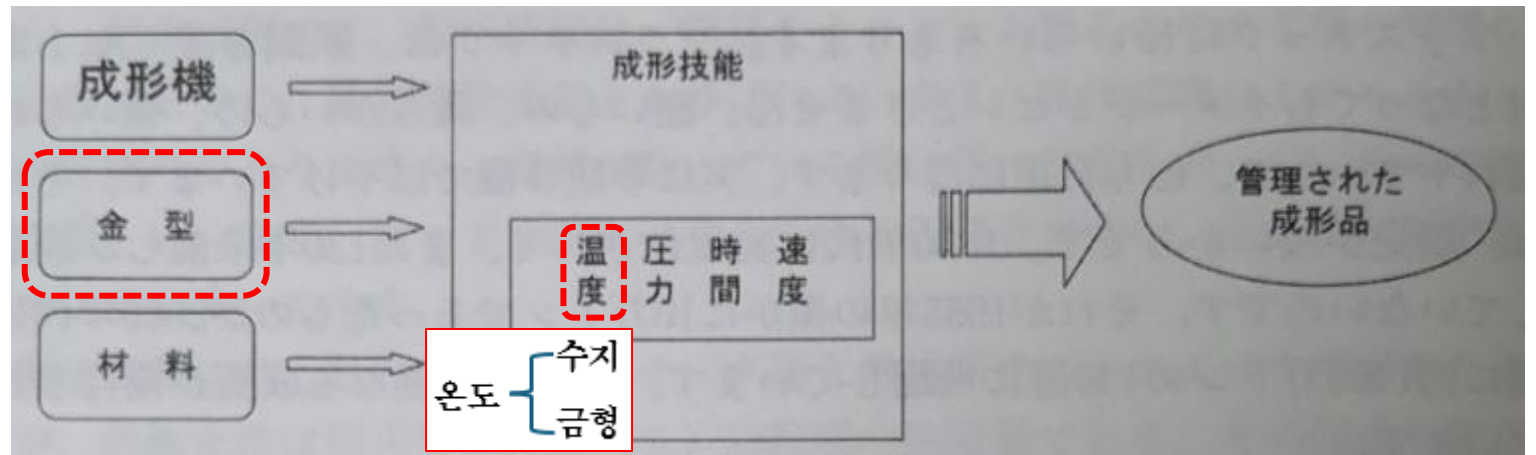 成形機
金型
材料
成形技能
温度
圧力
時間
速度
온도
수지
금형
管理された
成形品